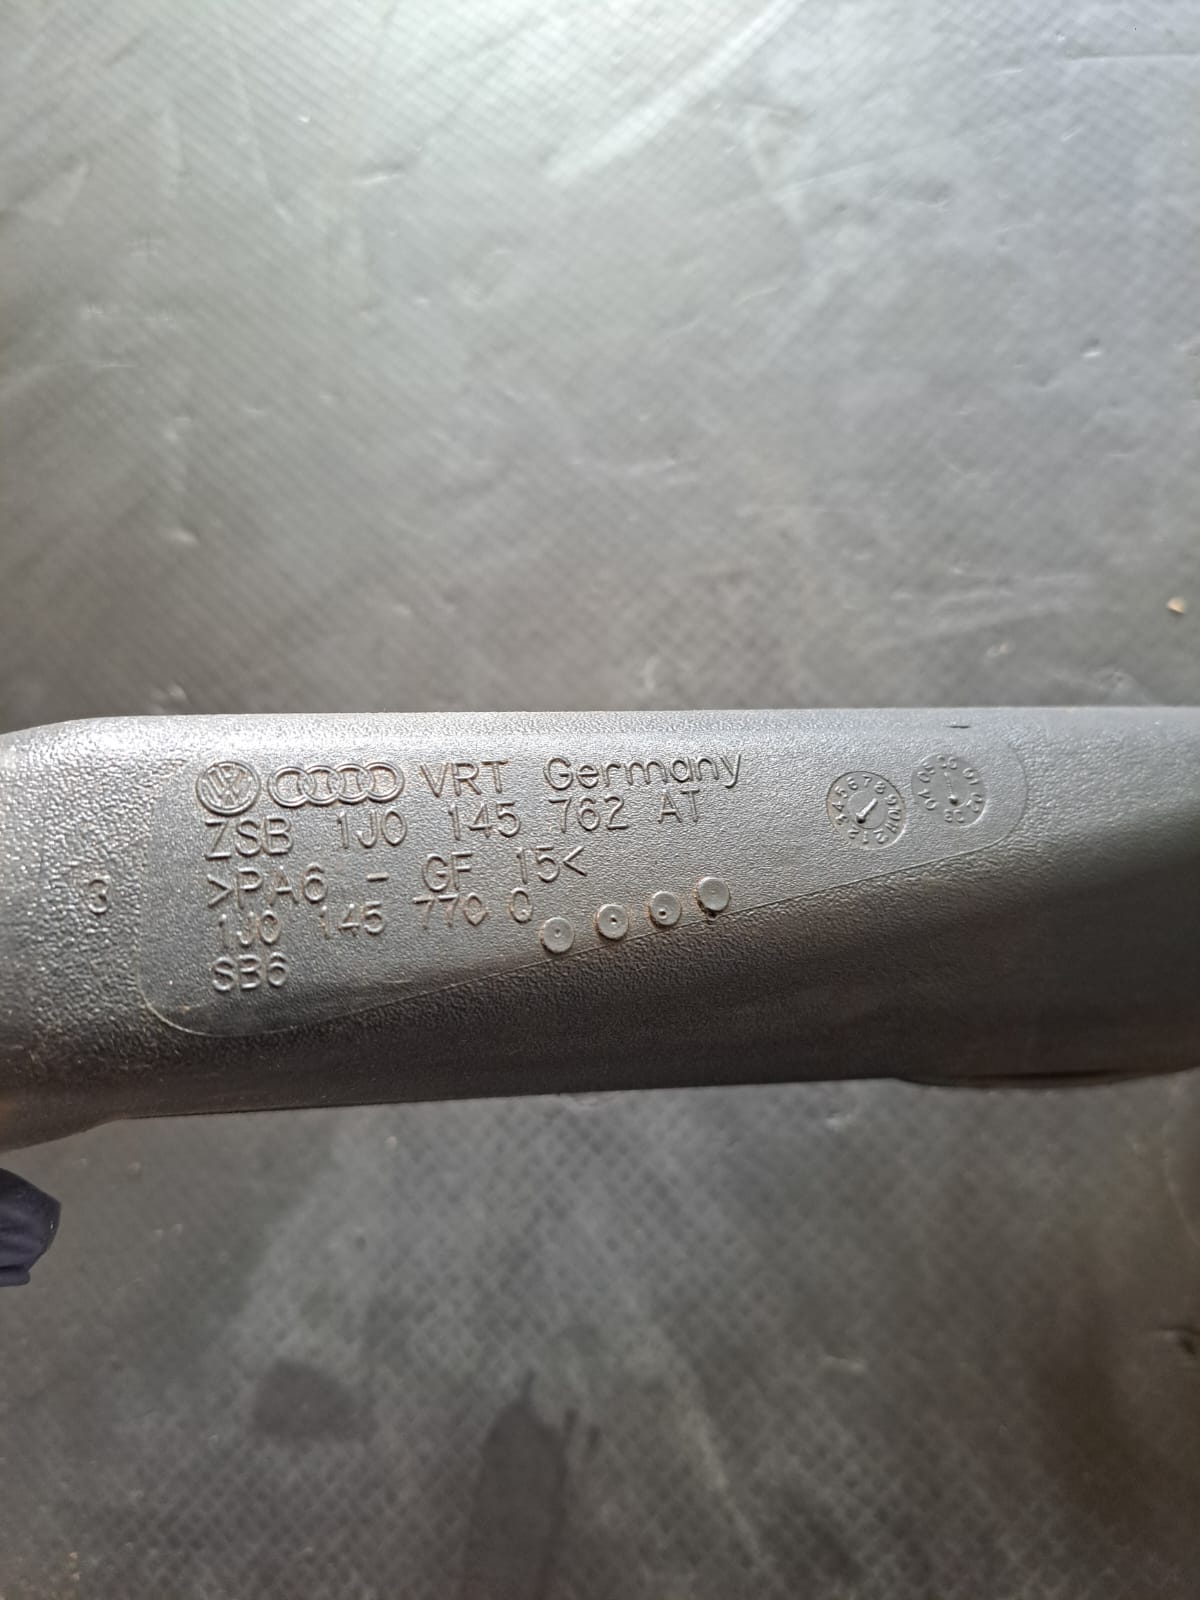 VRT Germany
ZSB 1J0 145 762 AT
>PA6 - GF 15<
1J0 145 770 Q
SB6
3